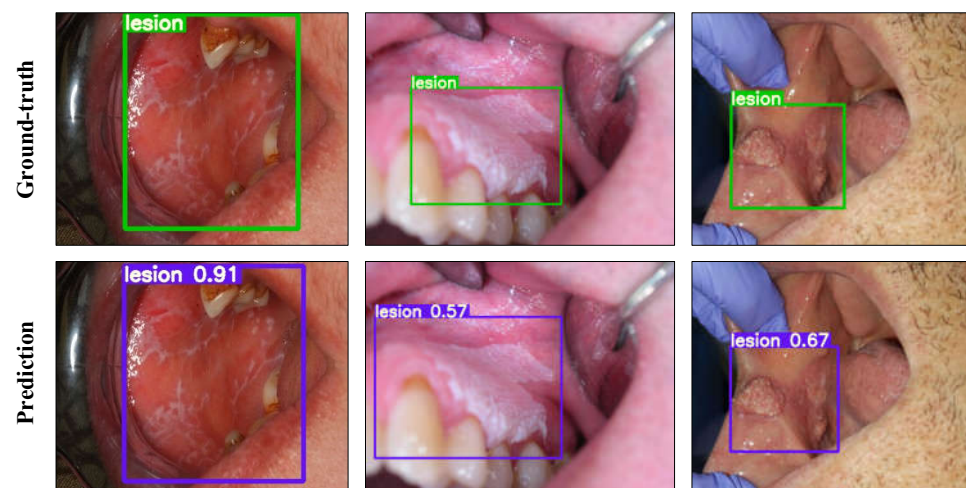 Ground-truth
lesion
lesion
lesion
Prediction
lesion 0.91
lesion 0.57
lesion 0.67